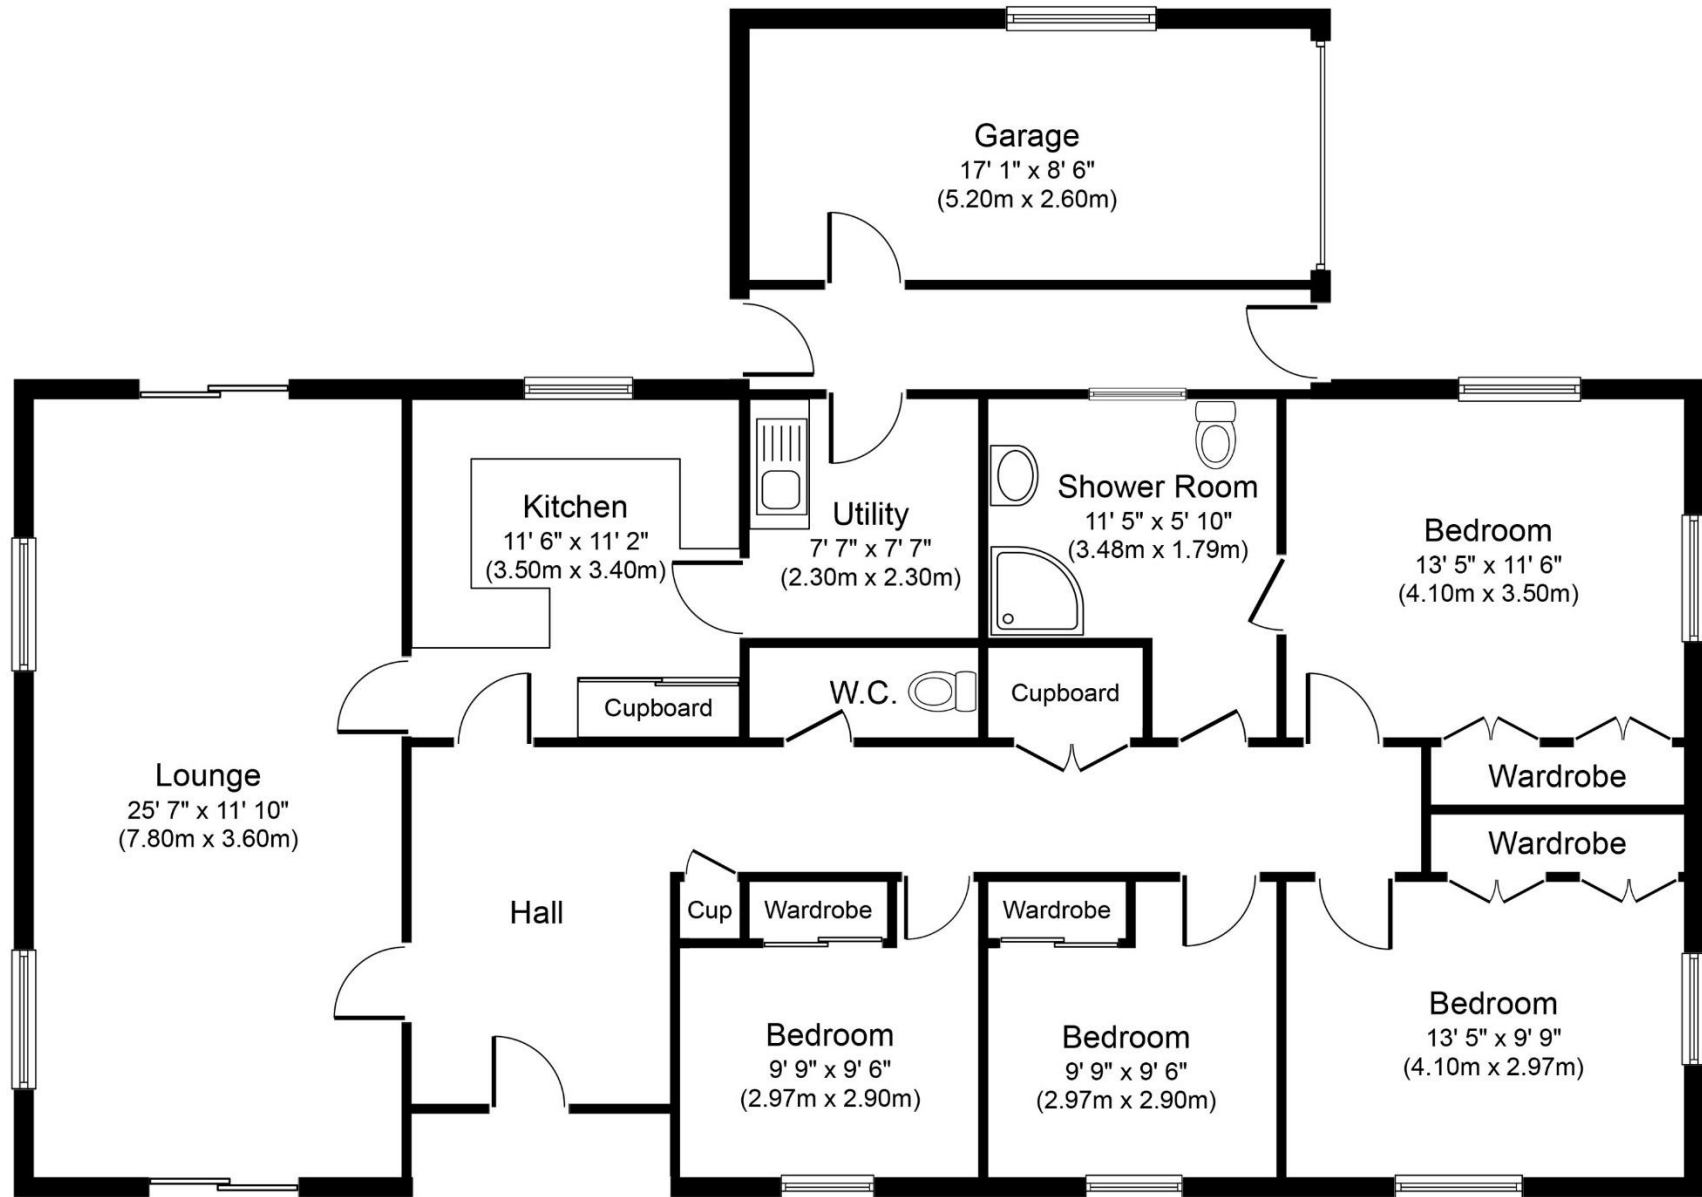 Garage
17' 1" x 8' 6"
(5.20m x 2.60m)
Kitchen
11' 6" x 11' 2"
(3.50m x 3.40m)
Utility
7' 7" x 7' 7"
(2.30m x 2.30m)
Shower Room
11' 5" x 5' 10"
(3.48m x 1.79m)
Bedroom
13' 5" x 11' 6"
(4.10m x 3.50m)
Cupboard
W.C.
Cupboard
Lounge
25' 7" x 11' 10"
(7.80m x 3.60m)
Wardrobe
Wardrobe
Hall
Cup
Wardrobe
Wardrobe
Bedroom
9' 9" x 9' 6"
(2.97m x 2.90m)
Bedroom
9' 9" x 9' 6"
(2.97m x 2.90m)
Bedroom
13' 5" x 9' 9"
(4.10m x 2.97m)